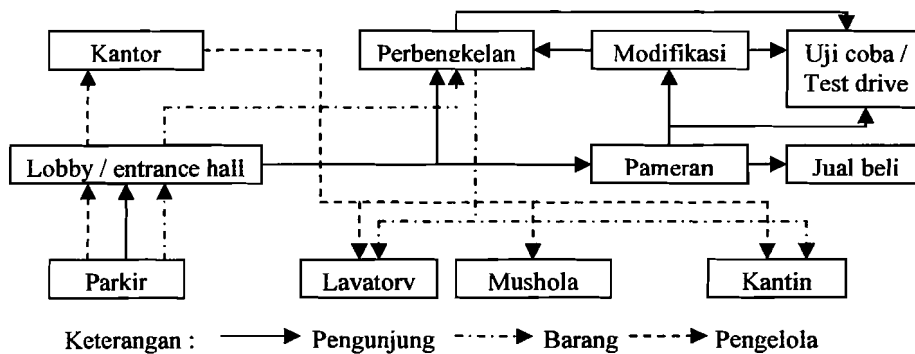 Kantor
Perbengkelan
Modifikasi
Uji coba /
Test drive
Lobby / entrance hall
Pameran
Jual beli
Parkir
Lavatory
Mushola
Kantin
Keterangan : Pengunjung Barang Pengelola